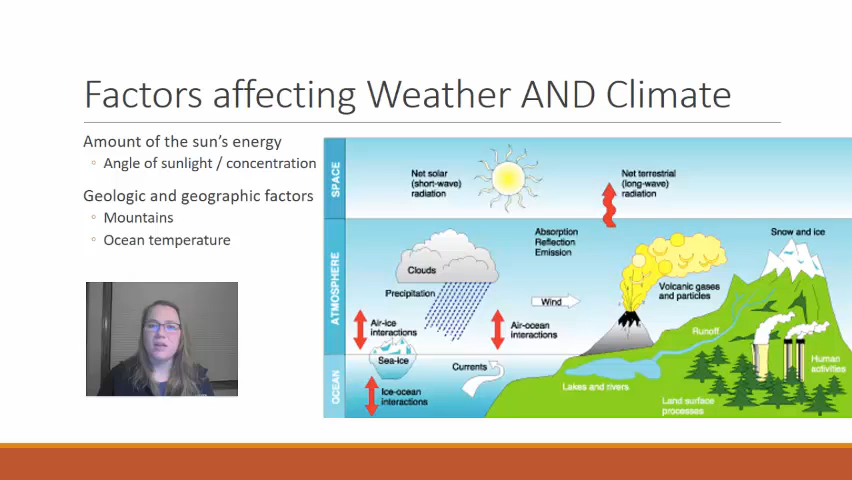 Factors affecting Weather AND Climate
Amount of the sun's energy
Angle of sunlight / concentration
Geologic and geographic factors
Mountains
Ocean temperature
SPACE
Net solar
(short-wave)
radiation
Net terrestrial
(long-wave)
radiation
ATMOSPHERE
Absorption
Reflection
Emission
Snow and ice
Clouds
Precipitation
Volcanic gases
and particles
Wind
Air-ice
interactions
Air-ocean
interactions
Runoff
Sea-ice
Currents
Human
activities
OCEAN
Ice-ocean
interactions
Lakes and rivers
Land surface
processes